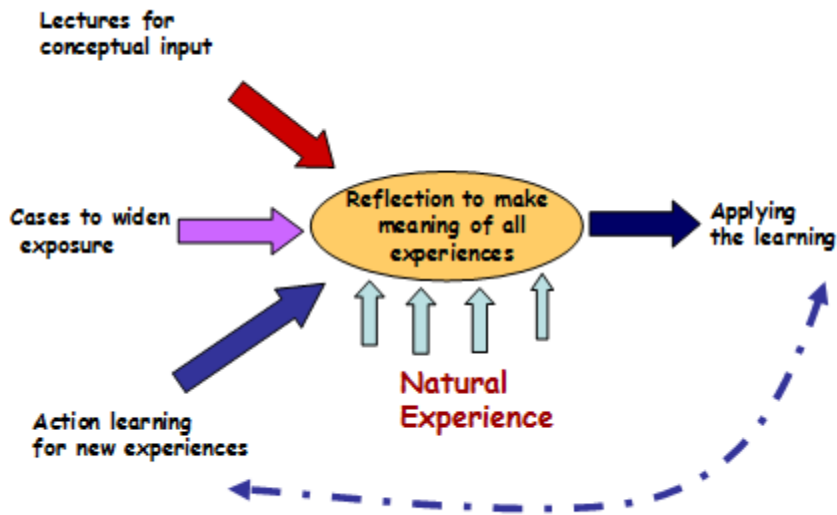 Lectures for
conceptual input
Cases to widen
exposure
Reflection to make
meaning of all
experiences
Applying
the learning
Natural
Experience
Action learning
for new experiences